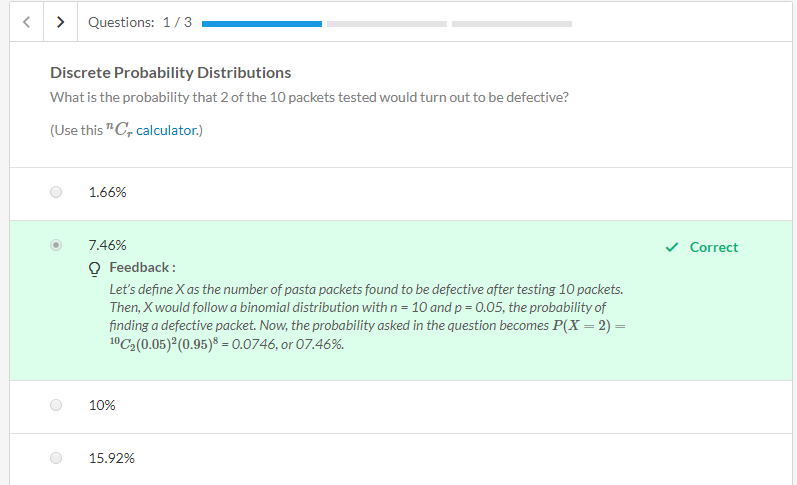 Questions: 1 / 3
Discrete Probability Distributions
What is the probability that 2 of the 10 packets tested would turn out to be defective?
(Use this ⁿCᵣ calculator.)
1.66%
7.46%
Correct
Feedback :
Let's define X as the number of pasta packets found to be defective after testing 10 packets.
Then, X would follow a binomial distribution with n = 10 and p = 0.05, the probability of
finding a defective packet. Now, the probability asked in the question becomes P(X = 2) =
¹⁰C₂(0.05)²(0.95)⁸ = 0.0746, or 07.46%.
10%
15.92%